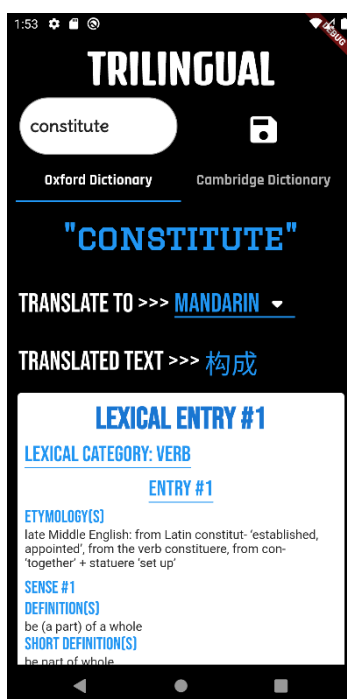 1:53
DEBUG
TRILINGUAL
constitute
Oxford Dictionary Cambridge Dictionary
"CONSTITUTE"
TRANSLATE TO >>> MANDARIN
TRANSLATED TEXT >>> 构成
LEXICAL ENTRY #1
LEXICAL CATEGORY: VERB
ENTRY #1
ETYMOLOGY(S)
late Middle English: from Latin constitut- ‘established,
appointed’, from the verb constituere, from con-
‘together’ + statuere ‘set up’
SENSE #1
DEFINITION(S)
be (a part) of a whole
SHORT DEFINITION(S)
be part of whole